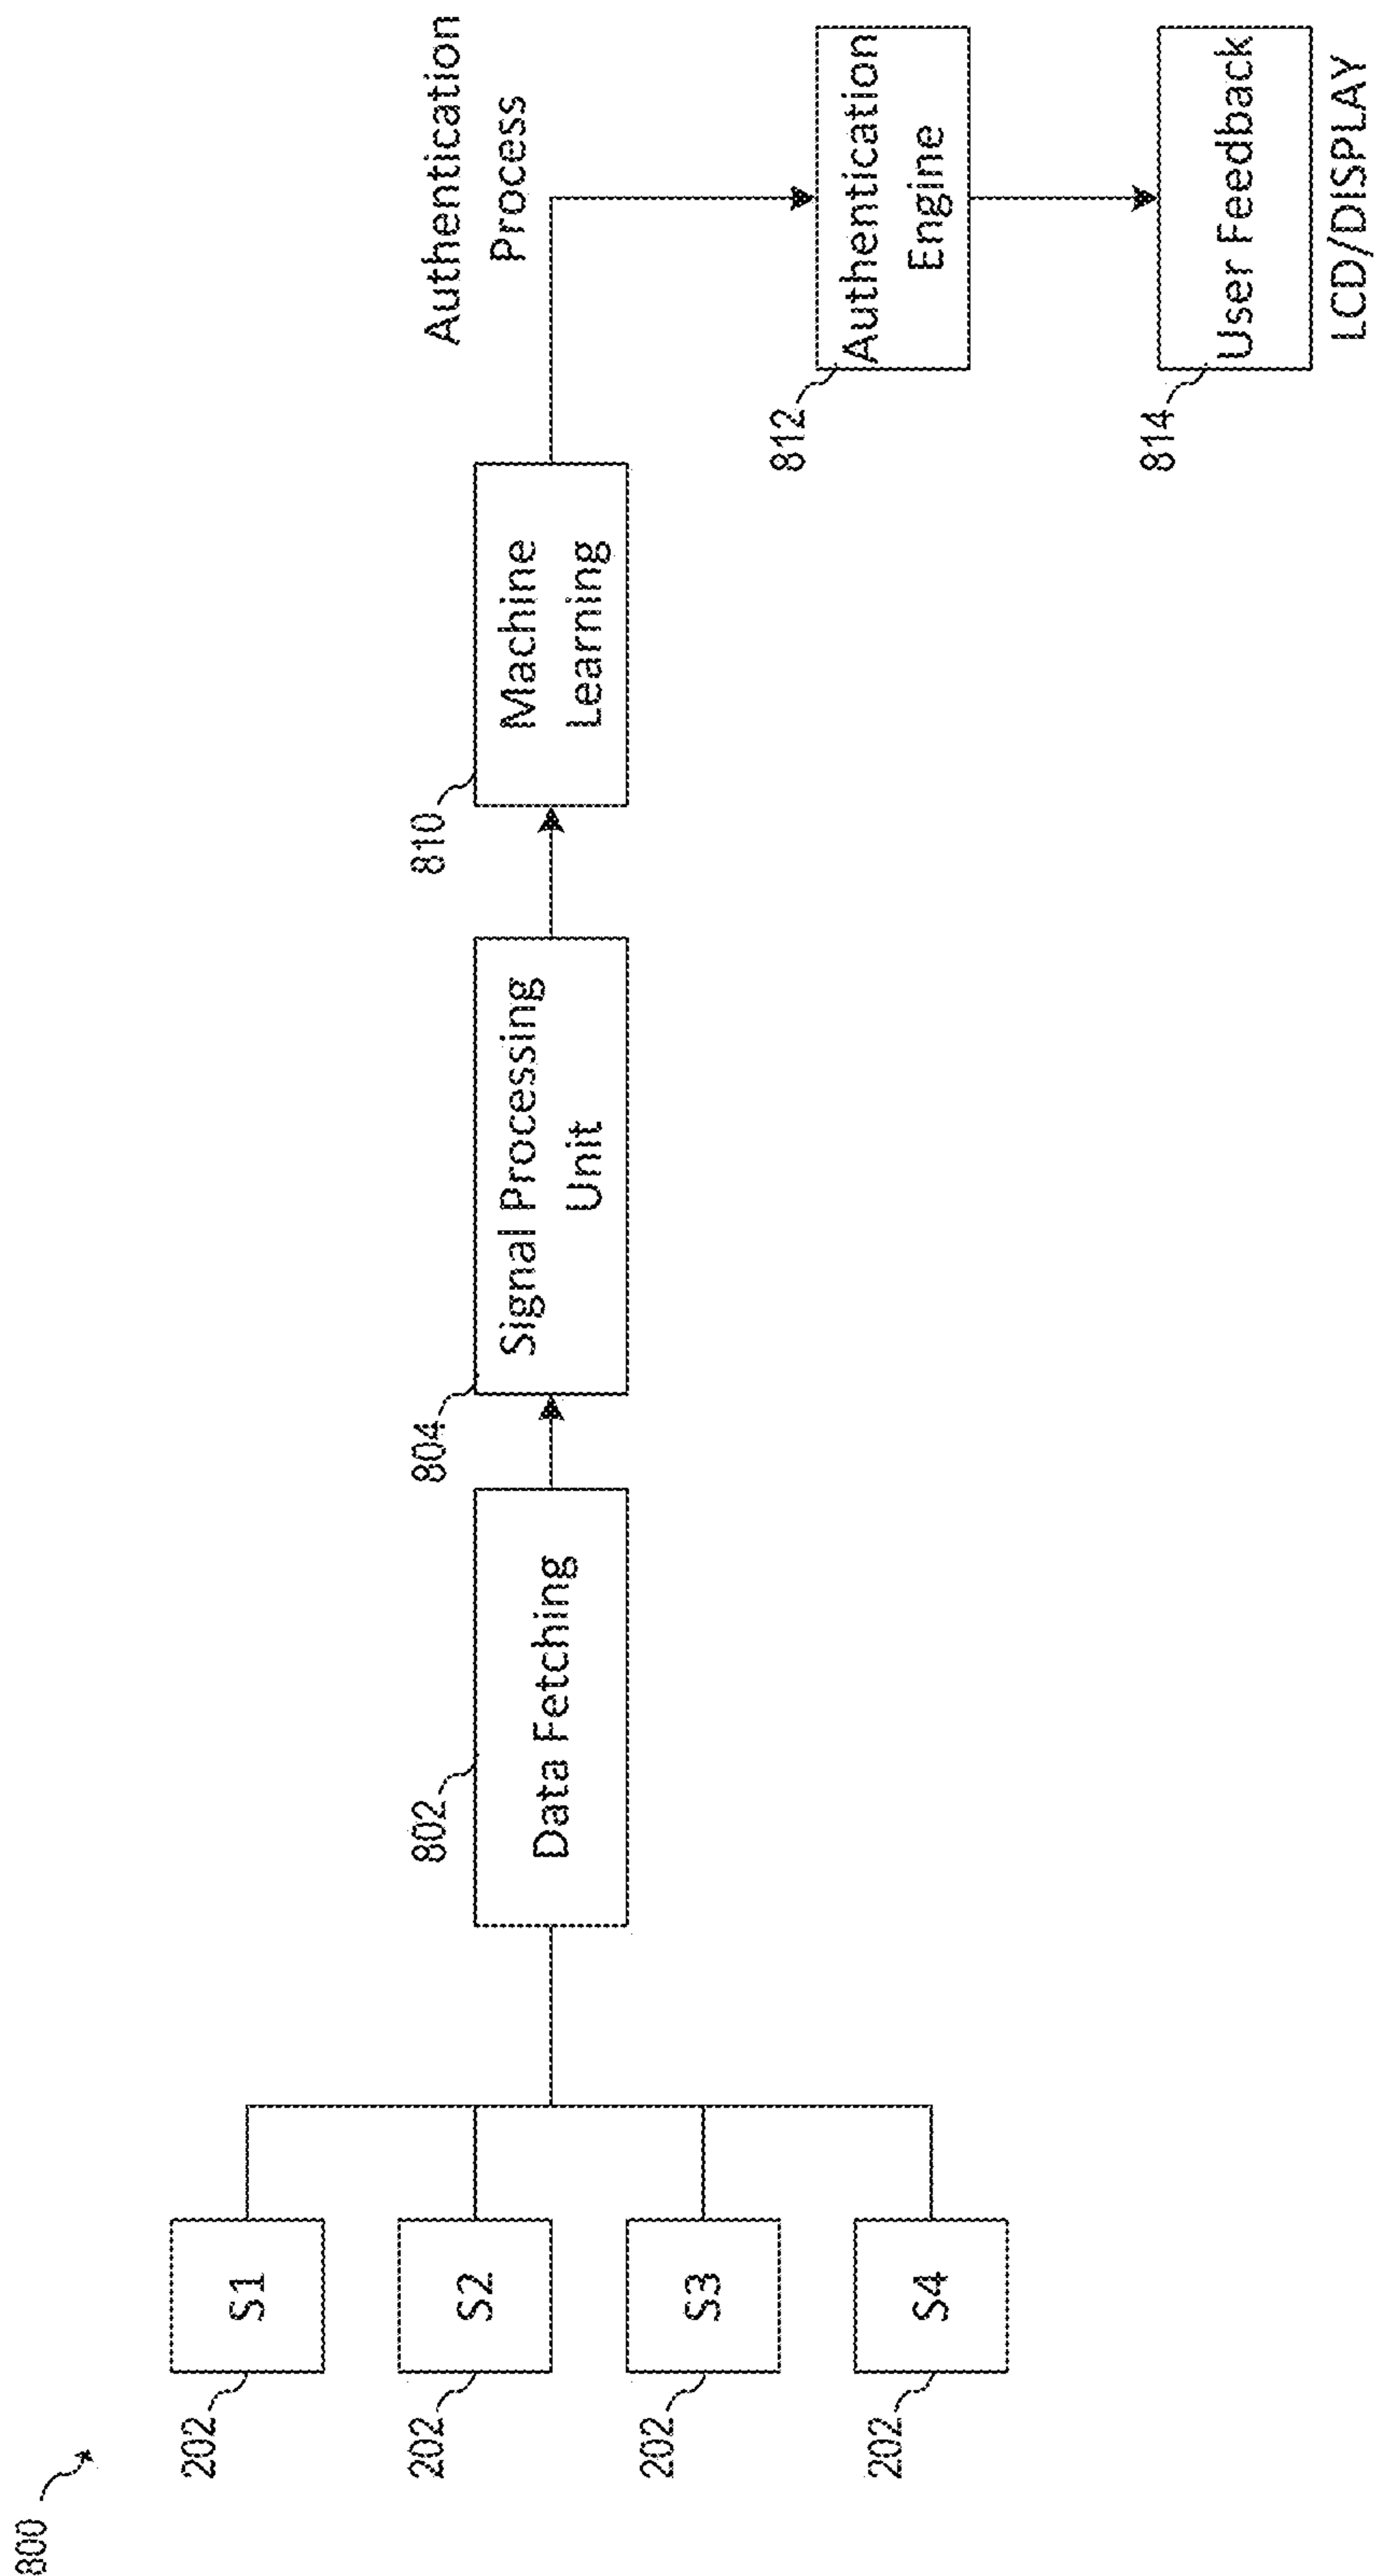 800
202
S1
202
S2
202
S3
202
S4
802
Data Fetching
804
Signal Processing
Unit
810
Machine
Learning
Authentication
Process
812
Authentication
Engine
814
User Feedback
LCD/DISPLAY